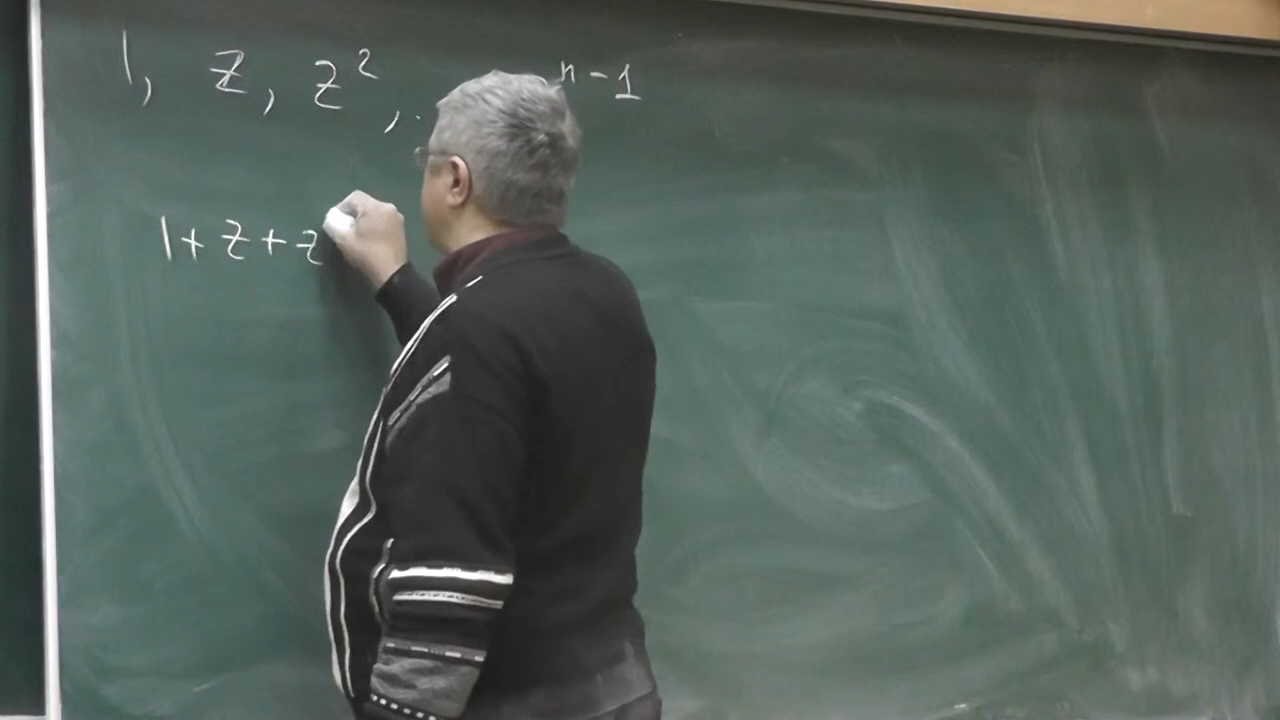 1, z, z², . n-1
1+z+z